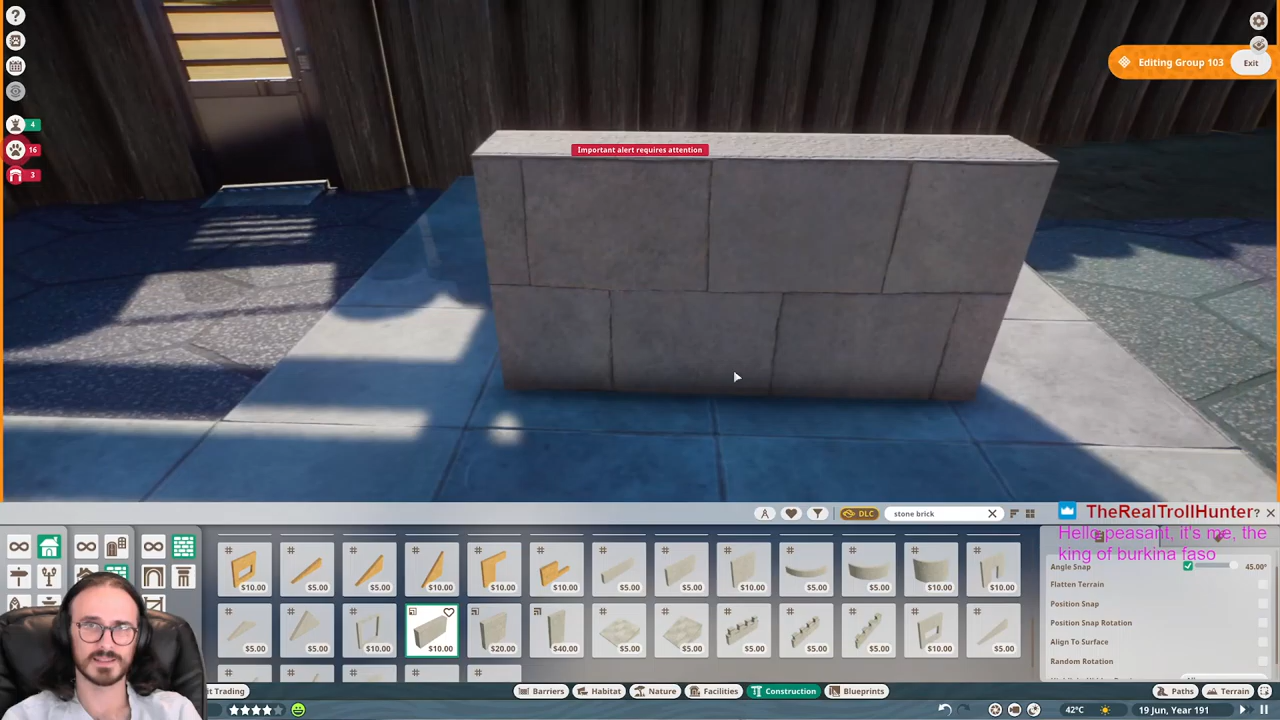 ?
Editing Group 103
Exit
4
16
3
Important alert requires attention
DLC
stone brick
TheRealTrollHunter
?
Hello peasant, it's me, the
king of burkina faso
$10.00 $5.00 $5.00 $10.00 $10.00 $10.00 $5.00 $5.00 $10.00 $5.00 $5.00 $10.00 $10.00
$5.00 $5.00 $10.00 $10.00 $20.00 $40.00 $5.00 $5.00 $5.00 $5.00 $5.00 $10.00 $5.00
Angle Snap 45.00°
Flatten Terrain
Position Snap
Position Snap Rotation
Align To Surface
Random Rotation
it Trading
Barriers Habitat Nature Facilities Construction Blueprints Paths Terrain
42°C 19 Jun, Year 191